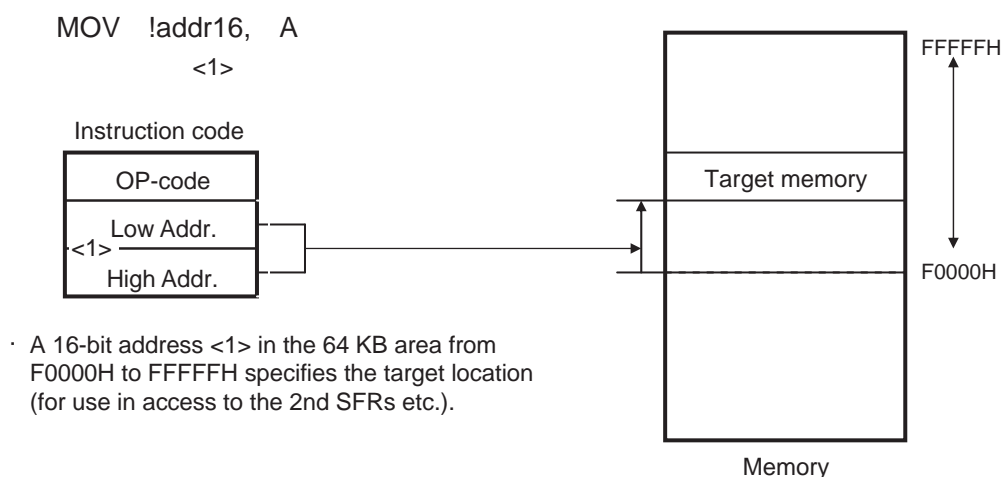 MOV !addr16, A
<1>
Instruction code
OP-code
Low Addr.
<1>
High Addr.
FFFFFH
Target memory
F0000H
· A 16-bit address <1> in the 64 KB area from
F0000H to FFFFFH specifies the target location
(for use in access to the 2nd SFRs etc.).
Memory